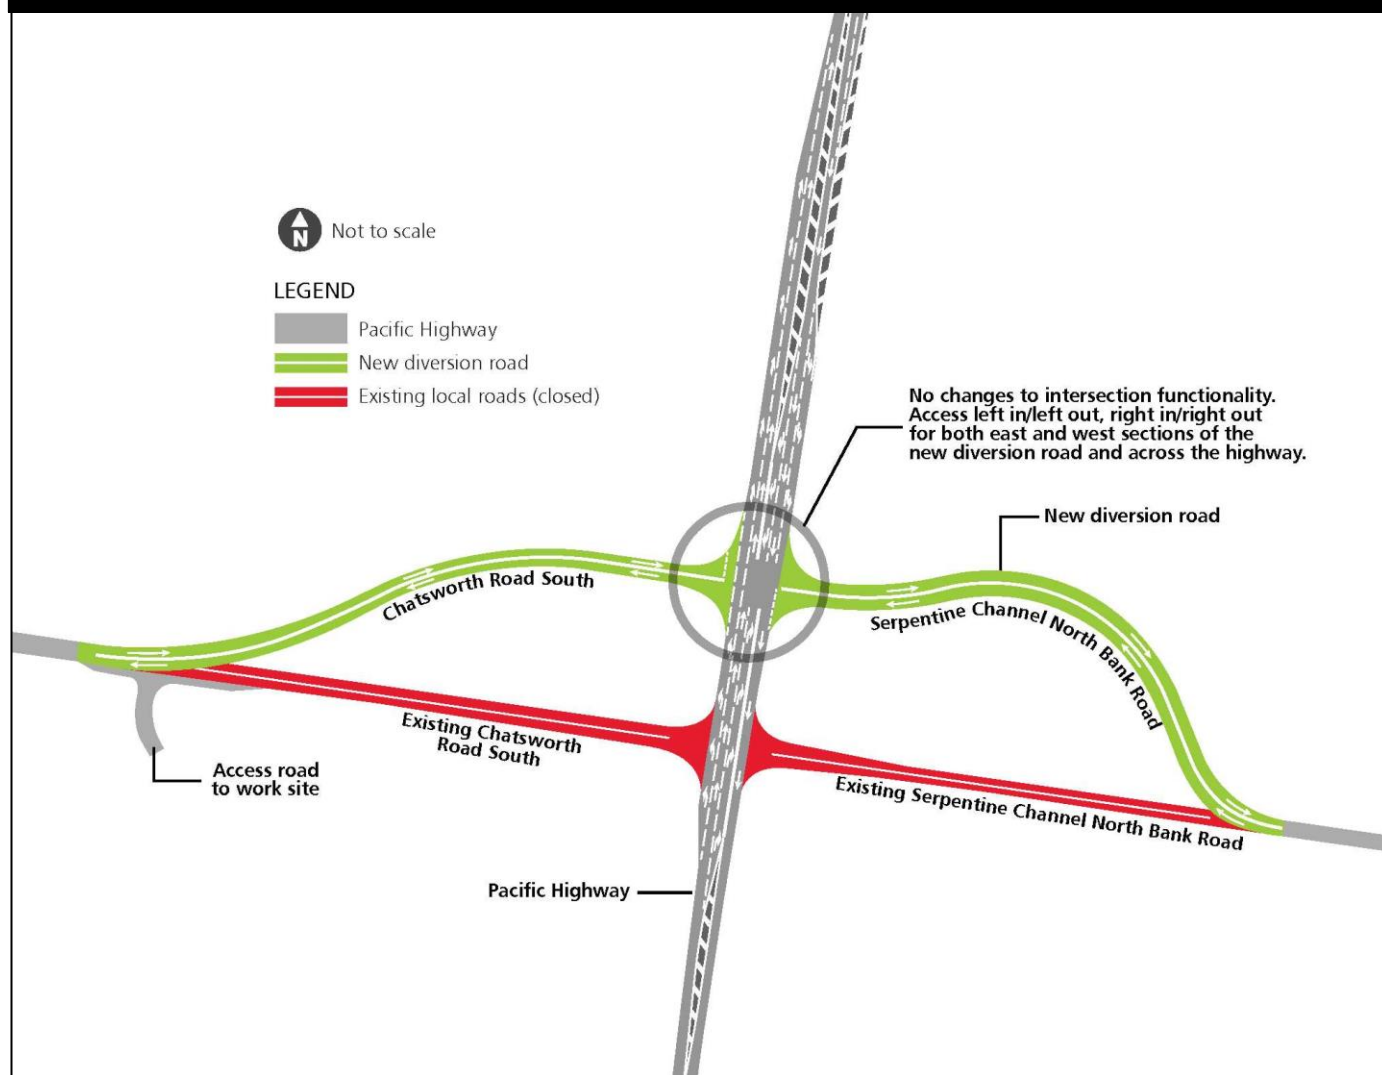 N
Not to scale
LEGEND
Pacific Highway
New diversion road
Existing local roads (closed)
No changes to intersection functionality.
Access left in/left out, right in/right out
for both east and west sections of the
new diversion road and across the highway.
New diversion road
Chatsworth Road South
Serpentine Channel North Bank Road
Existing Chatsworth
Road South
Access road
to work site
Existing Serpentine Channel North Bank Road
Pacific Highway